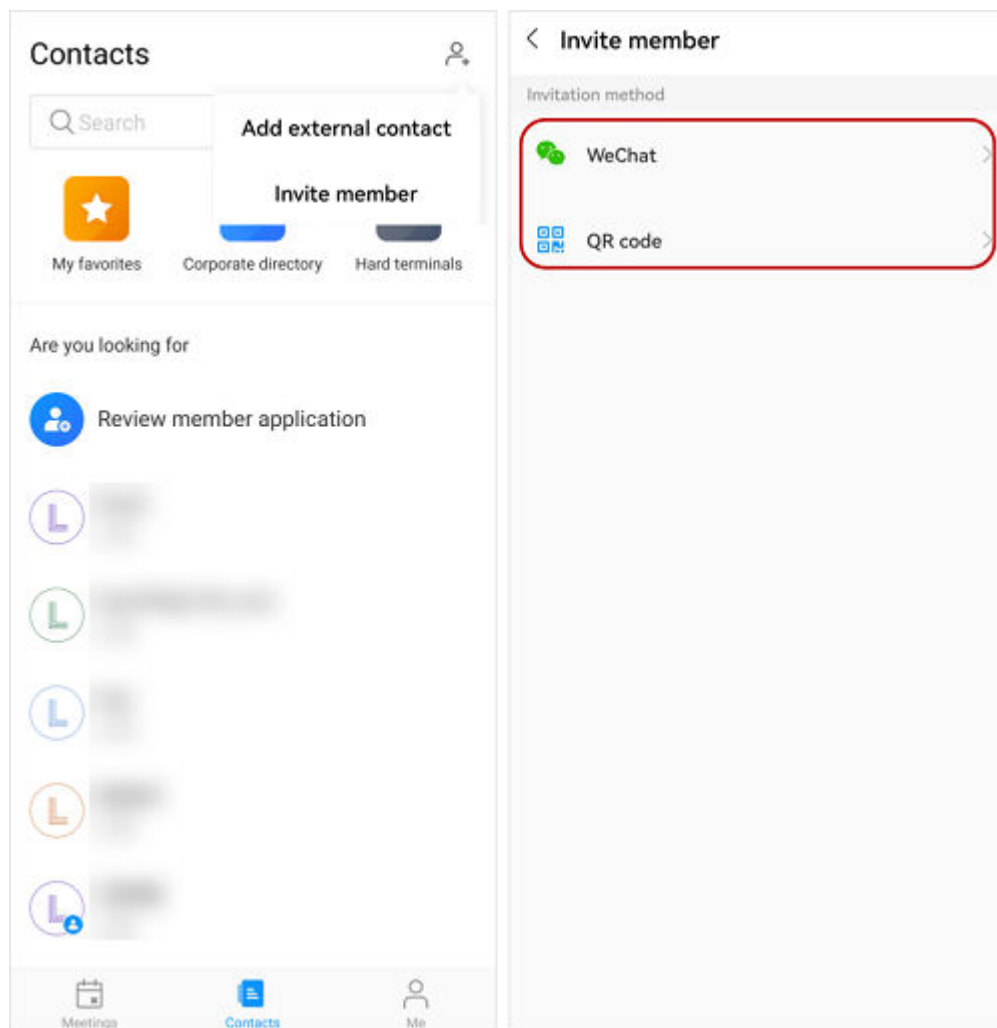 Contacts
Search
Add external contact
Invite member
My favorites
Corporate directory
Hard terminals
Are you looking for
Review member application
L
L
L
L
L
Meetings
Contacts
Me
Invite member
Invitation method
WeChat
QR code